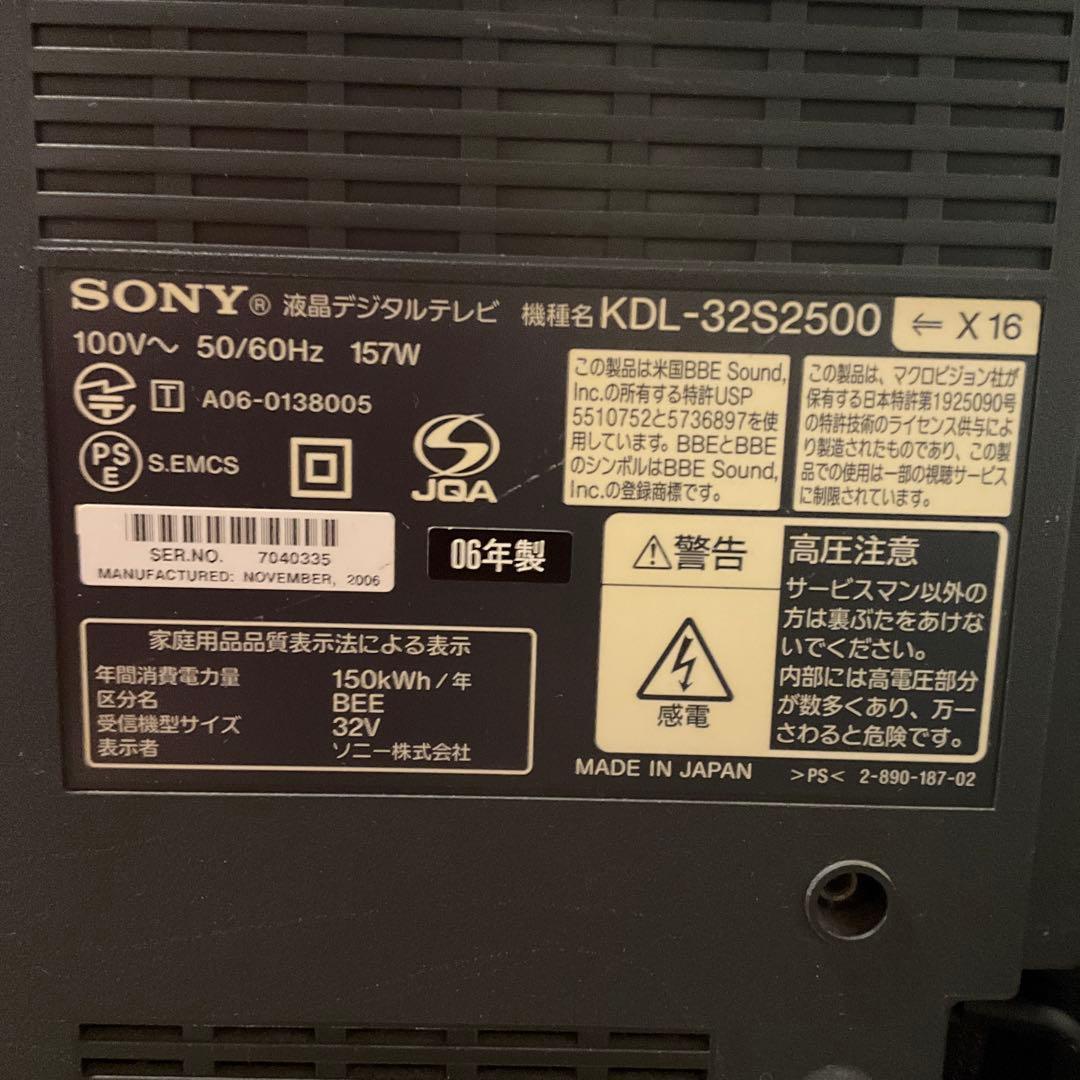 SONY® 液晶デジタルテレビ 機種名 KDL-32S2500
⇐ X16
100V～ 50/60Hz 157W
T A06-0138005
PSE S.EMCS
JQA
この製品は米国BBE Sound,
Inc.の所有する特許USP
5510752と5736897を使
用しています。BBEとBBE
のシンボルはBBE Sound,
Inc.の登録商標です。
この製品は、マクロビジョン社が
保有する日本特許第1925090号
の特許技術のライセンス供与によ
り製造されたものであり、この製
品での使用は一部の視聴サービス
に制限されています。
SER.NO. 7040335
MANUFACTURED: NOVEMBER, 2006
06年製
⚠警告
感電
高圧注意
サービスマン以外の
方は裏ぶたをあけな
いでください。
内部には高電圧部分
が数多くあり、万一
さわると危険です。
家庭用品品質表示法による表示
年間消費電力量 150kWh/年
区分名 BEE
受信機型サイズ 32V
表示者 ソニー株式会社
MADE IN JAPAN >PS< 2-890-187-02